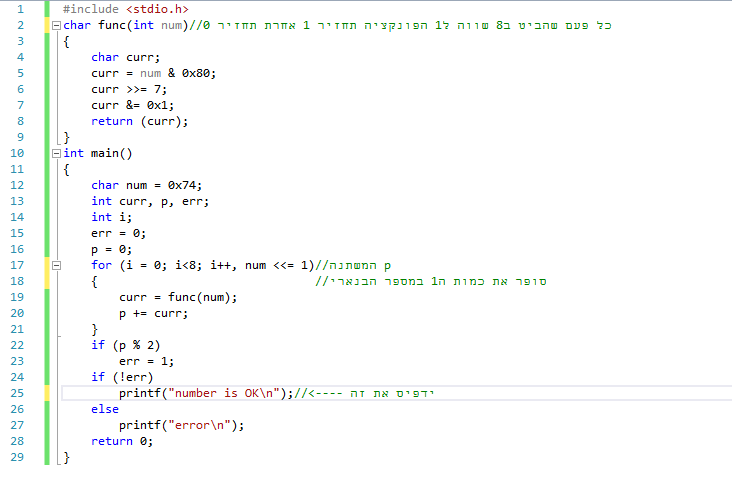 1 #include <stdio.h>
2 char func(int num)//0 כל פעם שהביט ב8 שווה ל1 הפונקציה תחזיר 1 אחרת תחזיר
3 {
4 char curr;
5 curr = num & 0x80;
6 curr >>= 7;
7 curr &= 0x1;
8 return (curr);
9 }
10 int main()
11 {
12 char num = 0x74;
13 int curr, p, err;
14 int i;
15 err = 0;
16 p = 0;
17 for (i = 0; i<8; i++, num <<= 1)//המשתנה p
18 { //סופר את כמות ה1 במספר הבנארי
19 curr = func(num);
20 p += curr;
21 }
22 if (p % 2)
23 err = 1;
24 if (!err)
25 printf("number is OK\n");//<---- ידפיס את זה
26 else
27 printf("error\n");
28 return 0;
29 }